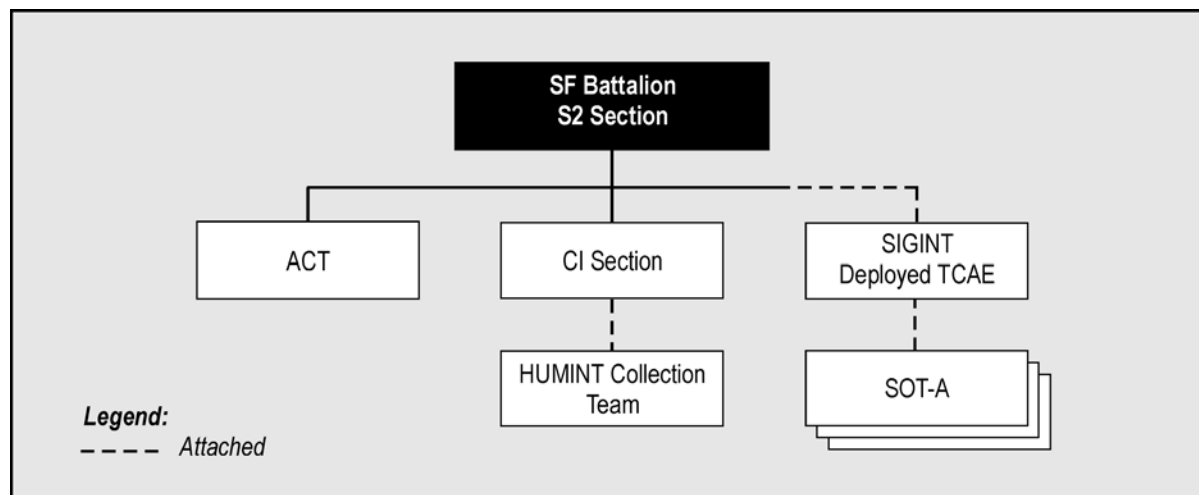 SF Battalion
S2 Section
ACT
CI Section
SIGINT
Deployed TCAE
HUMINT Collection
Team
SOT-A
Legend:
Attached